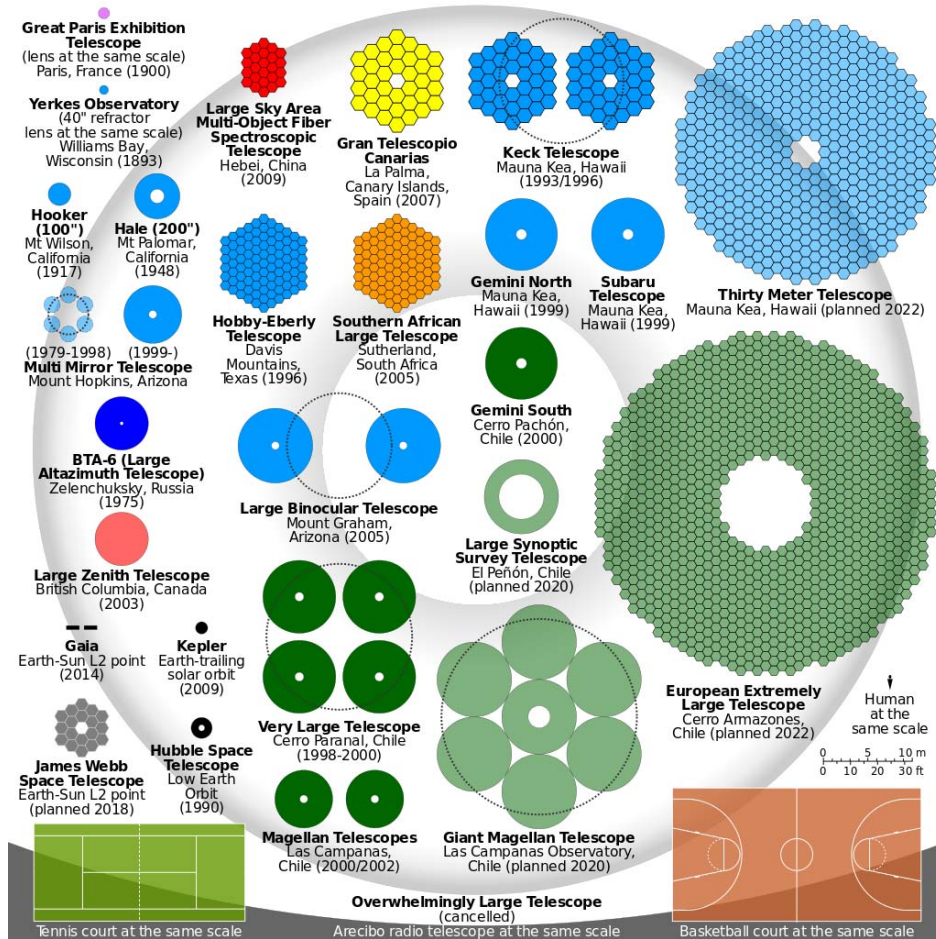 Great Paris Exhibition
Telescope
(lens at the same scale)
Paris, France (1900)
Yerkes Observatory
(40" refractor
lens at the same scale)
Williams Bay,
Wisconsin (1893)
Hooker
(100")
Mt Wilson,
California
(1917)
Hale (200")
Mt Palomar,
California
(1948)
(1979-1998)
(1999-)
Multi Mirror Telescope
Mount Hopkins, Arizona
BTA-6 (Large
Altazimuth Telescope)
Zelenchuksky, Russia
(1975)
Large Zenith Telescope
British Columbia, Canada
(2003)
Gaia
Earth-Sun L2 point
(2014)
Kepler
Earth-trailing
solar orbit
(2009)
James Webb
Space Telescope
Earth-Sun L2 point
(planned 2018)
Hubble Space
Telescope
Low Earth
Orbit
(1990)
Large Sky Area
Multi-Object Fiber
Spectroscopic
Telescope
Hebei, China
(2009)
Gran Telescopio
Canarias
La Palma,
Canary Islands,
Spain (2007)
Keck Telescope
Mauna Kea, Hawaii
(1993/1996)
Hobby-Eberly
Telescope
Davis
Mountains,
Texas (1996)
Southern African
Large Telescope
Sutherland,
South Africa
(2005)
Gemini North
Mauna Kea,
Hawaii (1999)
Subaru
Telescope
Mauna Kea,
Hawaii (1999)
Thirty Meter Telescope
Mauna Kea, Hawaii (planned 2022)
Gemini South
Cerro Pachón,
Chile (2000)
Large Binocular Telescope
Mount Graham,
Arizona (2005)
Large Synoptic
Survey Telescope
El Peñón, Chile
(planned 2020)
Very Large Telescope
Cerro Paranal, Chile
(1998-2000)
Magellan Telescopes
Las Campanas,
Chile (2000/2002)
Giant Magellan Telescope
Las Campanas Observatory,
Chile (planned 2020)
European Extremely
Large Telescope
Cerro Armazones,
Chile (planned 2022)
Human
at the
same scale
0 5 10 m
0 10 20 30 ft
Overwhelmingly Large Telescope
(cancelled)
Tennis court at the same scale
Arecibo radio telescope at the same scale
Basketball court at the same scale